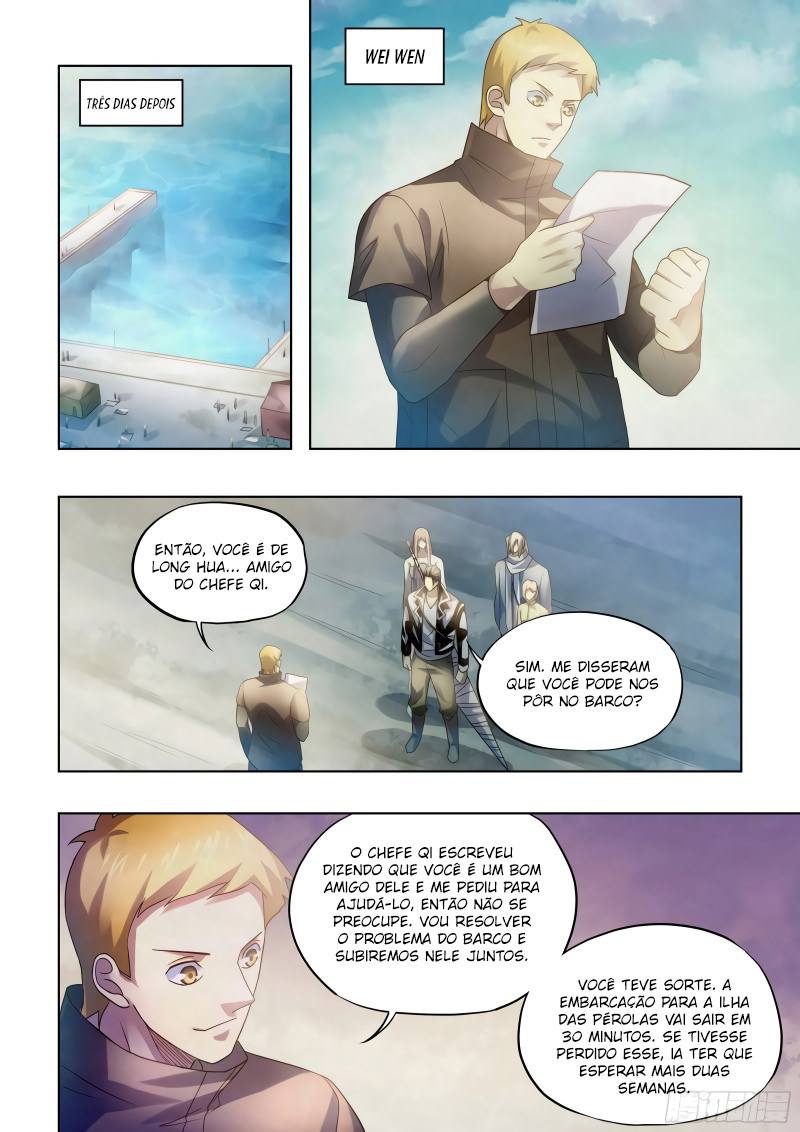 TRÊS DIAS DEPOIS
WEI WEN
ENTÃO, VOCÊ É DE
LONG HUA... AMIGO
DO CHEFE QI.
SIM. ME DISSERAM
QUE VOCÊ PODE NOS
PÔR NO BARCO?
O CHEFE QI ESCREVEU
DIZENDO QUE VOCÊ É UM BOM
AMIGO DELE E ME PEDIU PARA
AJUDÁ-LO, ENTÃO NÃO SE
PREOCUPE. VOU RESOLVER
O PROBLEMA DO BARCO E
SUBIREMOS NELE JUNTOS.
VOCÊ TEVE SORTE. A
EMBARCAÇÃO PARA A ILHA
DAS PÉROLAS VAI SAIR EM
30 MINUTOS. SE TIVESSE
PERDIDO ESSE, IA TER QUE
ESPERAR MAIS DUAS
SEMANAS.